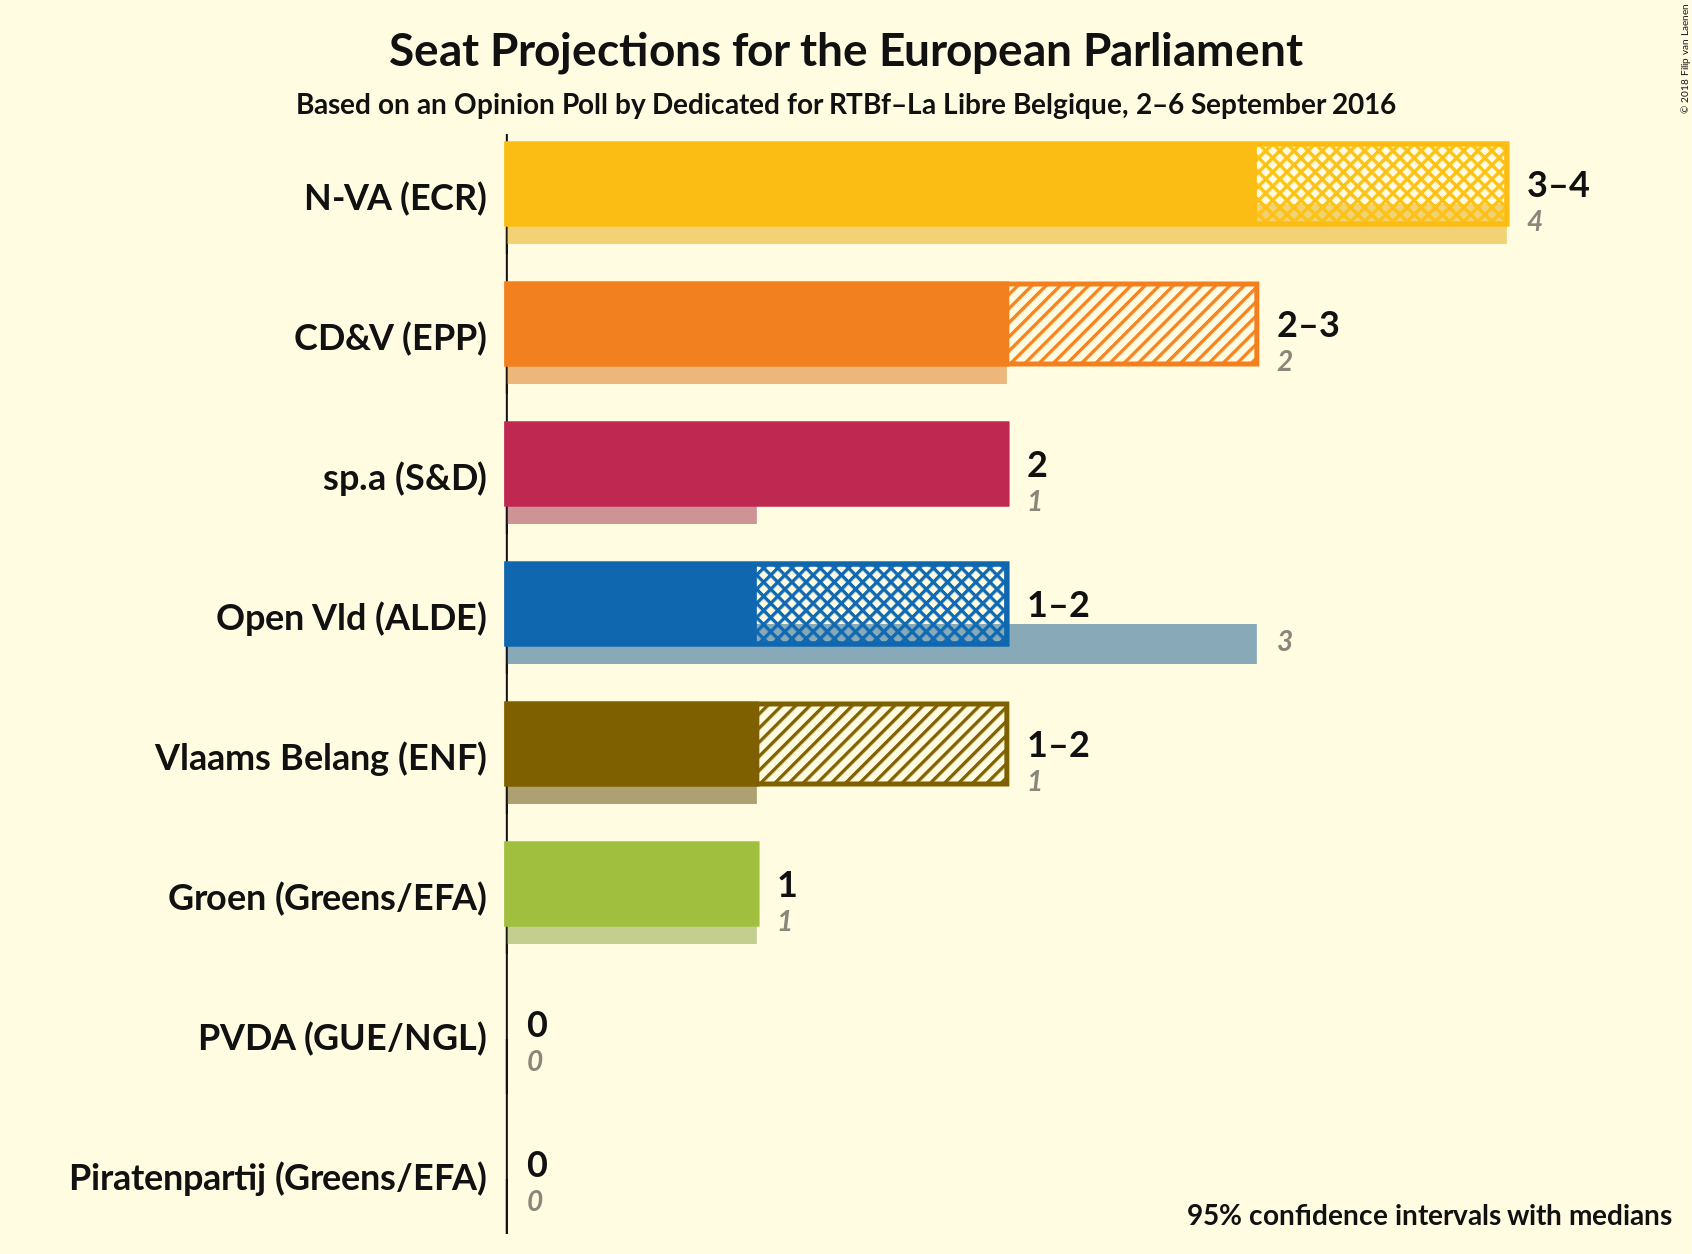 Seat Projections for the European Parliament
Based on an Opinion Poll by Dedicated for RTBf–La Libre Belgique, 2–6 September 2016
© 2018 Filip van Laenen
N-VA (ECR)
3–4
4
CD&V (EPP)
2–3
2
sp.a (S&D)
2
1
Open Vld (ALDE)
1–2
3
Vlaams Belang (ENF)
1–2
1
Groen (Greens/EFA)
1
1
PVDA (GUE/NGL)
0
0
Piratenpartij (Greens/EFA)
0
0
95% confidence intervals with medians